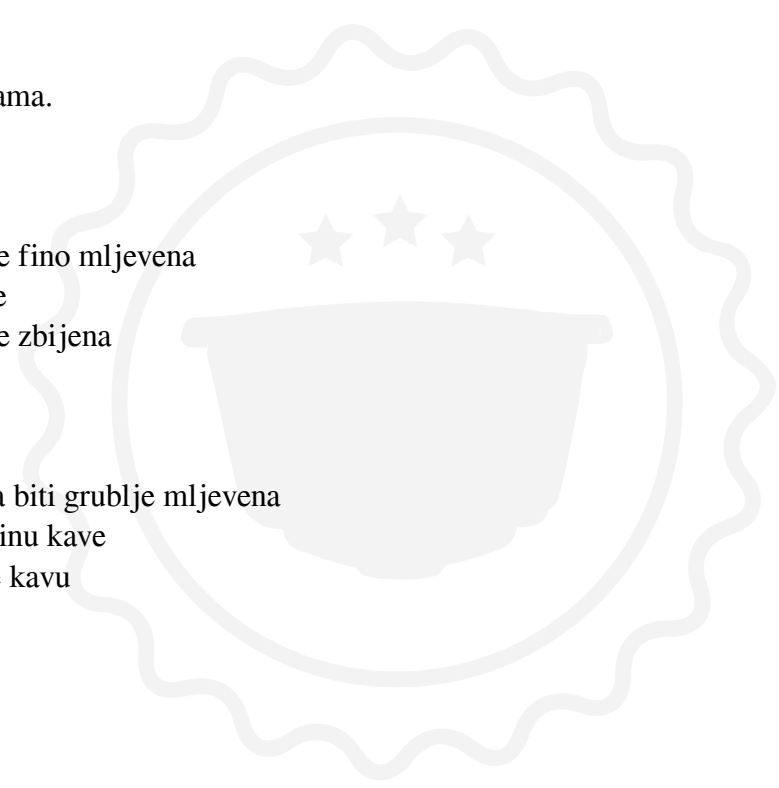 ama.
e fino mljevena
e
e zbijena
a biti grublje mljevena
inu kave
kavu